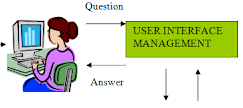 Question
USER INTERFACE
MANAGEMENT
Answer